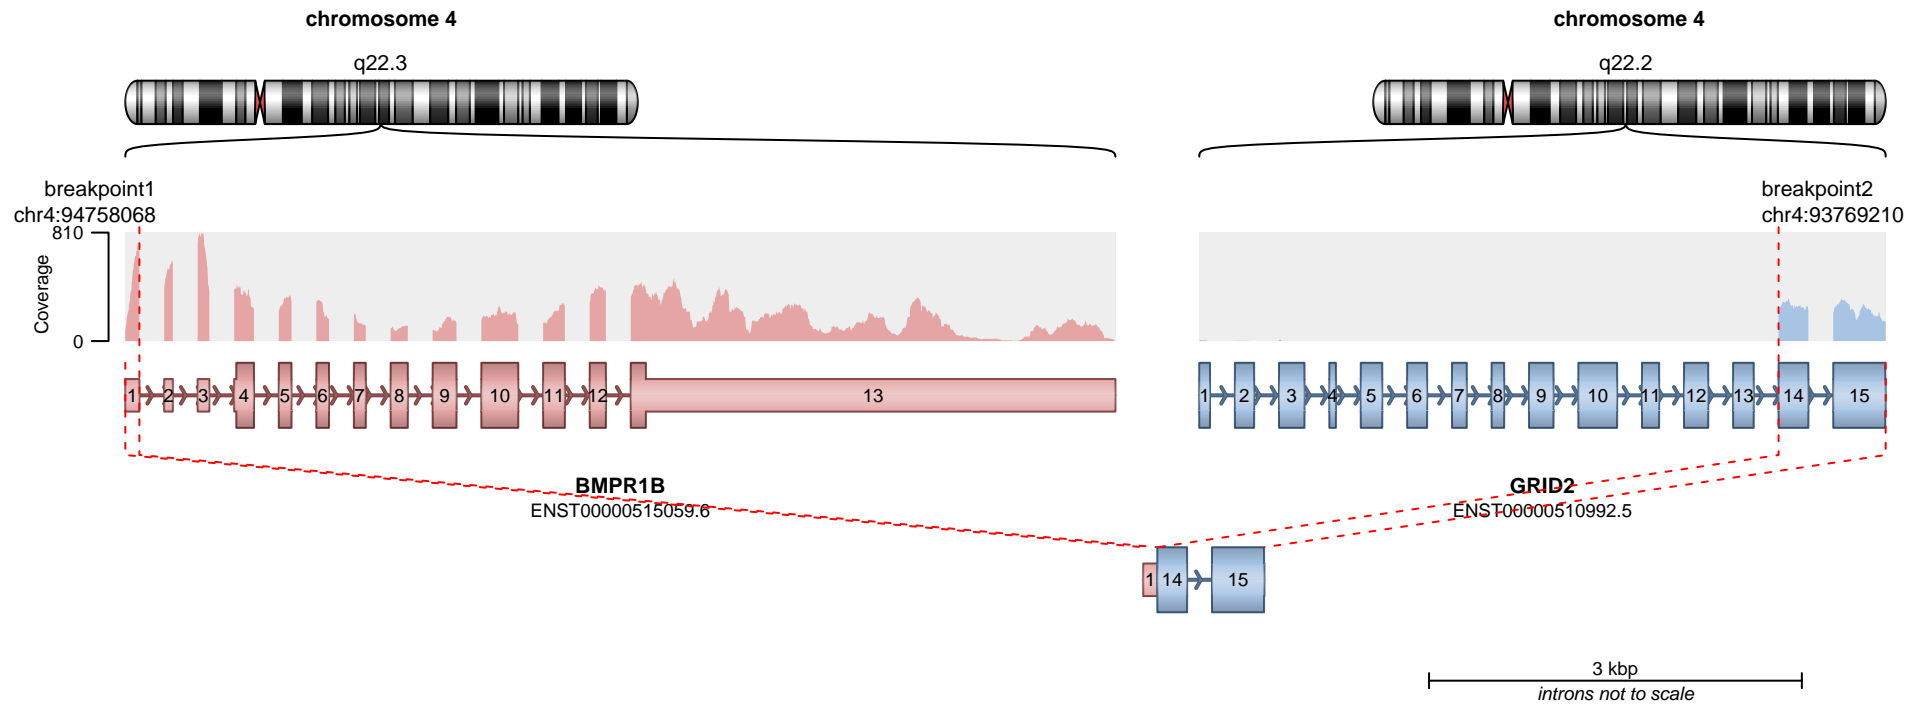 chromosome 4
chromosome 4
q22.3
q22.2
breakpoint1
chr4:94758068
breakpoint2
chr4:93769210
810
Coverage
0
1 2 3 4 5 6 7 8 9 10 11 12 13
1 2 3 4 5 6 7 8 9 10 11 12 13 14 15
BMPR1B
ENST00000515059.6
GRID2
ENST00000510992.5
1 14 15
3 kbp
introns not to scale